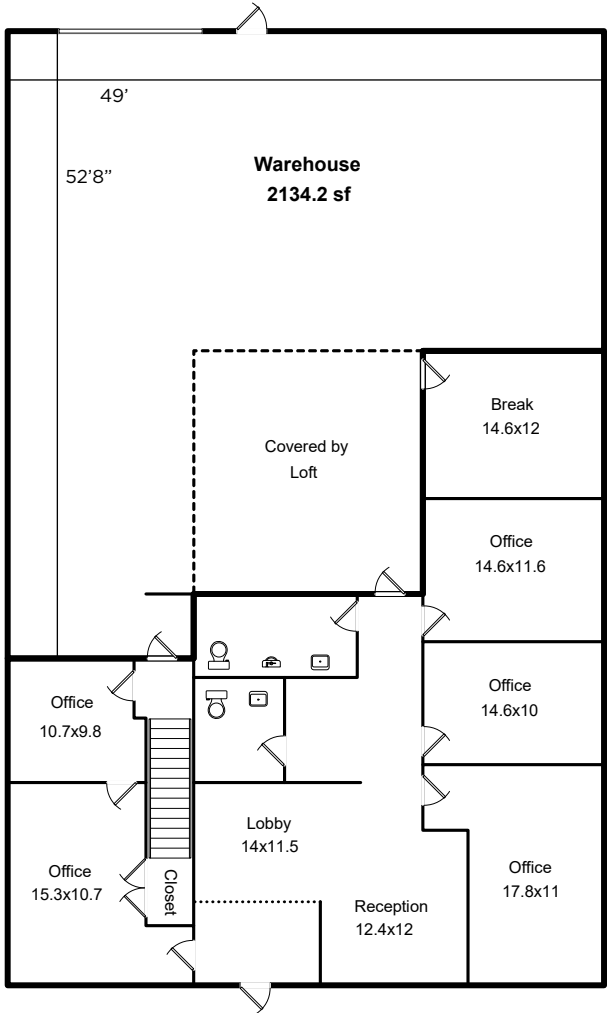 49’
52’8”
Warehouse
2134.2 sf
Break
14.6x12
Covered by
Loft
Office
14.6x11.6
Office
14.6x10
Office
10.7x9.8
Lobby
14x11.5
Office
15.3x10.7
Closet
Office
17.8x11
Reception
12.4x12